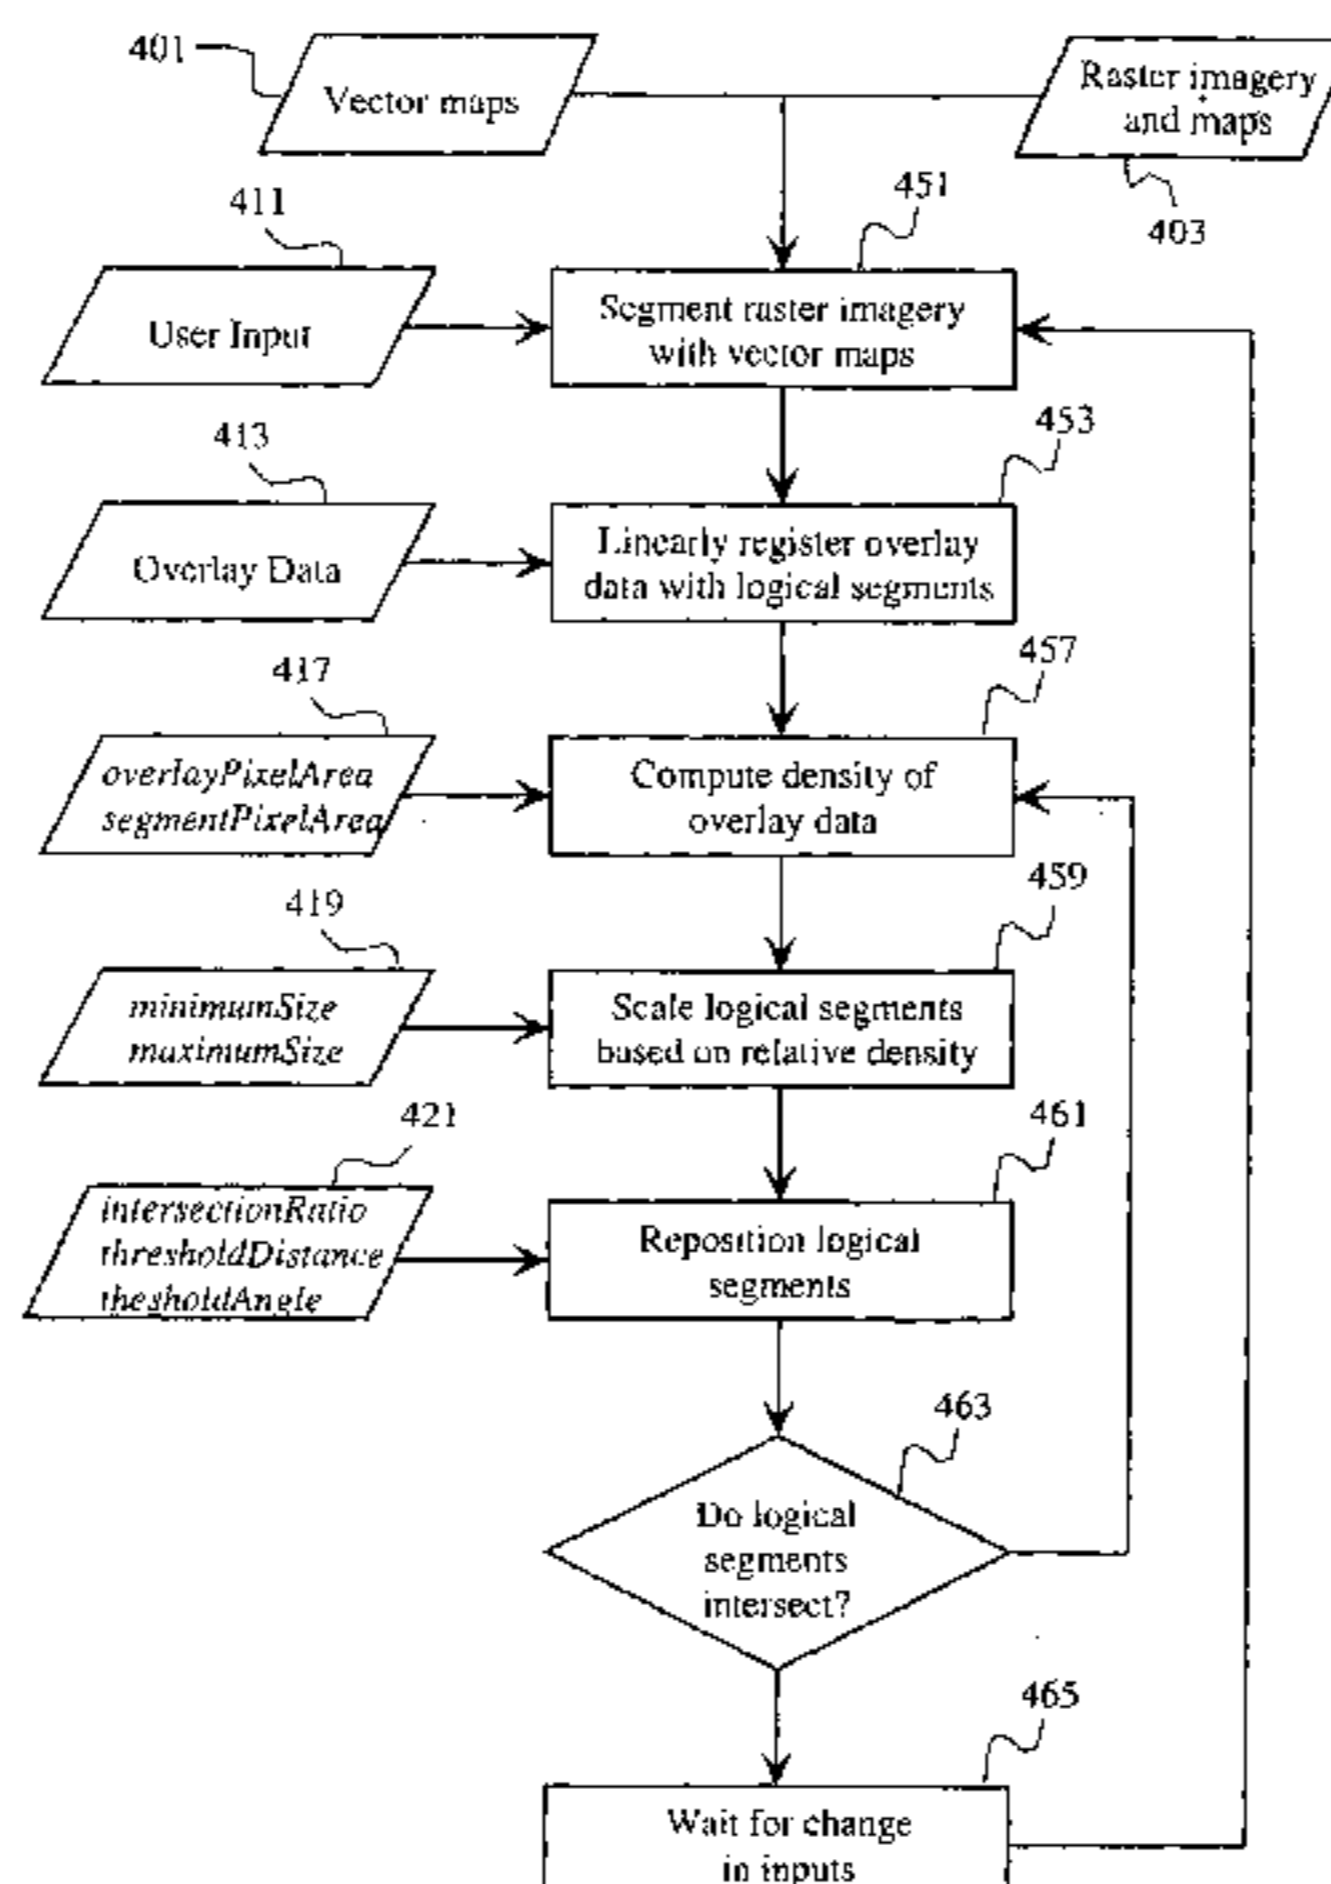 401
Vector maps
Raster imagery
and maps
403
411
451
User Input
Segment raster imagery
with vector maps
413
453
Overlay Data
Linearly register overlay
data with logical segments
417
457
overlayPixelArea
segmentPixelArea
Compute density of
overlay data
419
459
minimumSize
maximumSize
Scale logical segments
based on relative density
421
461
intersectionRatio
thresholdDistance
thesholdAngle
Reposition logical
segments
463
Do logical
segments
intersect?
465
Wait for change
in inputs